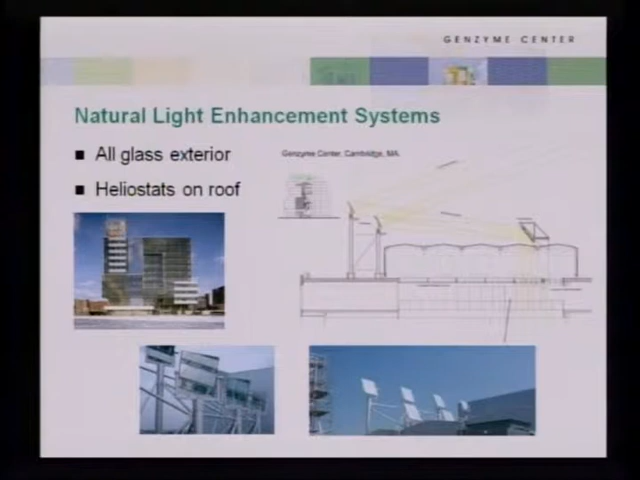 GENZYME CENTER
Natural Light Enhancement Systems
■ All glass exterior
Genzyme Center, Cambridge, MA.
■ Heliostats on roof